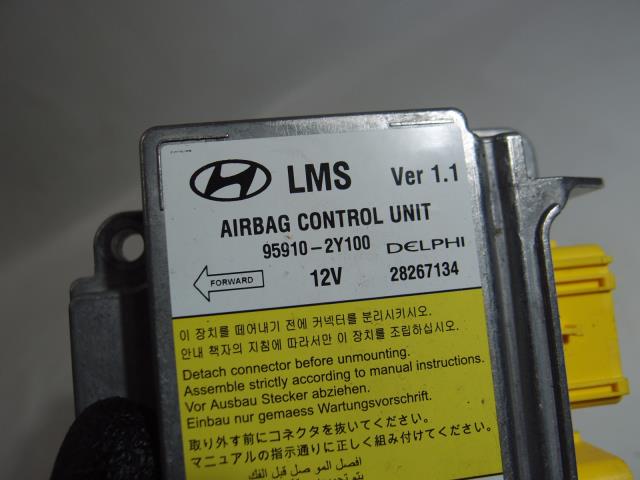 LMS Ver 1.1
AIRBAG CONTROL UNIT
95910-2Y100 DELPHI
FORWARD 12V 28267134
이 장치를 떼어내기 전에 커넥터를 분리시키시오.
안내 책자의 지침에 따라서만 이 장치를 조립하십시오.
Detach connector before unmounting.
Assemble strictly according to manual instructions.
Vor Ausbau Stecker abziehen.
Einbau nur gemaess Wartungsvorschrift.
取り外す前にコネクタを抜いてください。
マニュアルの指示通りに正しく組み付けてください。
افصل الموصل قبل الفك